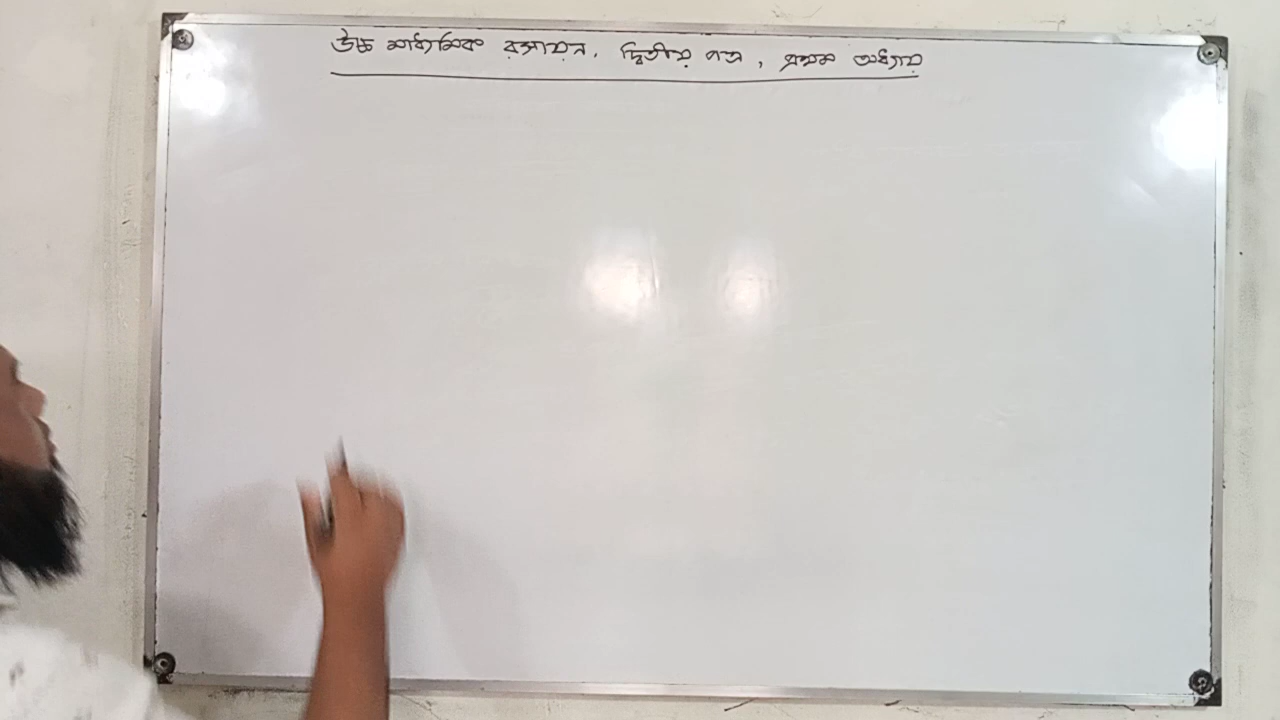 উচ্চ মাধ্যমিক রসায়ন, দ্বিতীয় পত্র, প্রথম অধ্যায়